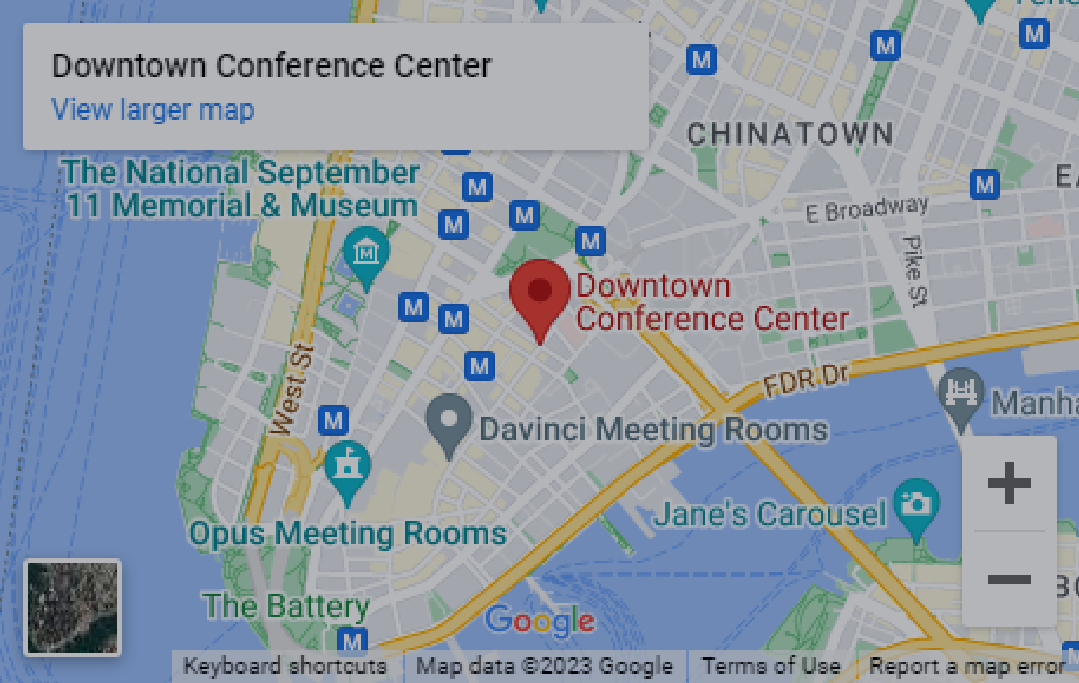 Downtown Conference Center
View larger map
M
M
M
CHINATOWN
The National September
11 Memorial & Museum
M
M
E Broadway
M
M
M
Pike St
M
Downtown
Conference Center
M
M
M
West St
FDR Dr
M
Manha
Davinci Meeting Rooms
+
Jane's Carousel
Opus Meeting Rooms
−
The Battery
Google
M
Keyboard shortcuts
Map data ©2023 Google
Terms of Use
Report a map error